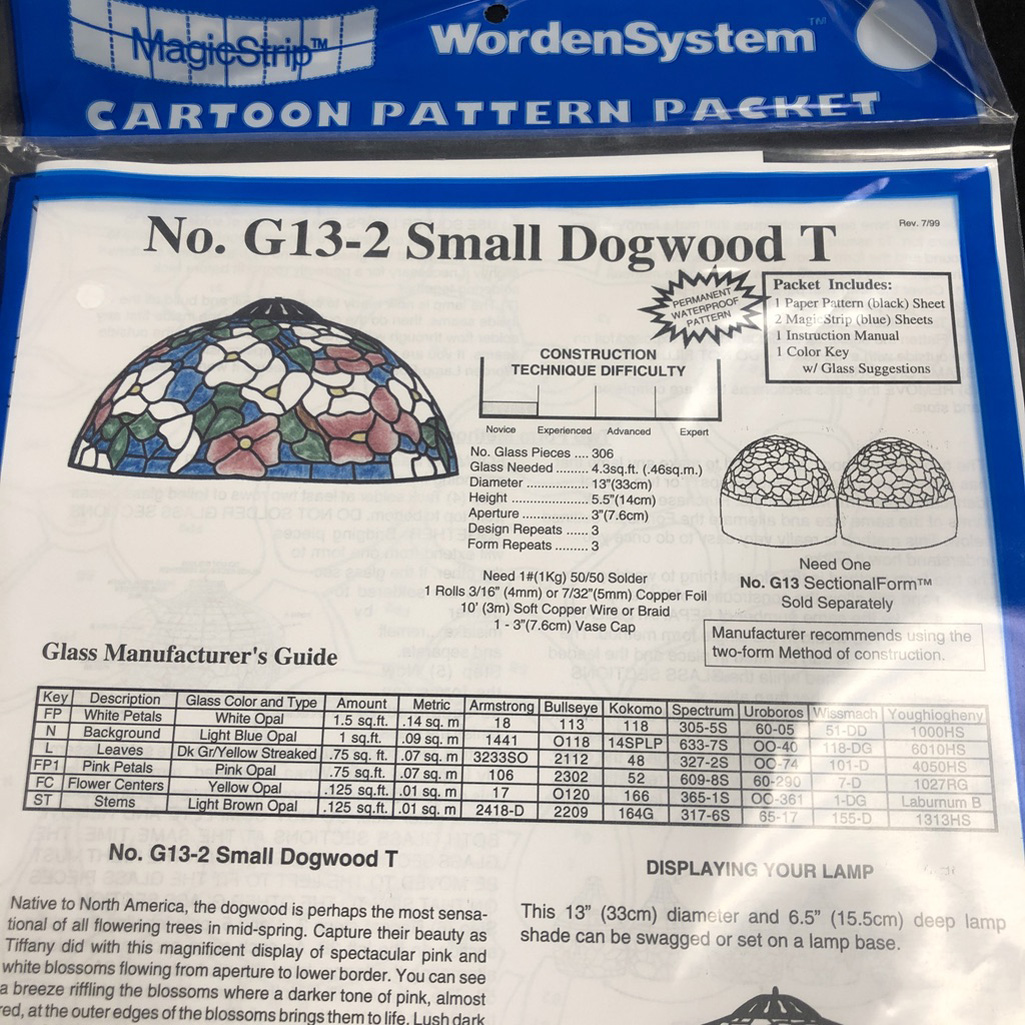 MagicStrip™
WordenSystem™
CARTOON PATTERN PACKET
No. G13-2 Small Dogwood T
Rev. 7/99
PERMANENT
WATERPROOF
PATTERN
Packet Includes:
1 Paper Pattern (black) Sheet
2 MagicStrip (blue) Sheets
1 Instruction Manual
1 Color Key
w/ Glass Suggestions
CONSTRUCTION
TECHNIQUE DIFFICULTY
Novice Experienced Advanced Expert
No. Glass Pieces .... 306
Glass Needed ......... 4.3sq.ft. (.46sq.m.)
Diameter ................ 13"(33cm)
Height ................... 5.5"(14cm)
Aperture ................. 3"(7.6cm)
Design Repeats ..... 3
Form Repeats ......... 3
Need 1#(1Kg) 50/50 Solder
1 Rolls 3/16" (4mm) or 7/32"(5mm) Copper Foil
10' (3m) Soft Copper Wire or Braid
1 - 3"(7.6cm) Vase Cap
Need One
No. G13 SectionalForm™
Sold Separately
Manufacturer recommends using the
two-form Method of construction.
Glass Manufacturer's Guide
Key Description Glass Color and Type Amount Metric Armstrong Bullseye Kokomo Spectrum Uroboros Wissmach Youghiogheny
FP White Petals White Opal 1.5 sq.ft. .14 sq. m 18 113 118 305-5S 60-05 51-DD 1000HS
N Background Light Blue Opal 1 sq.ft. .09 sq. m 1441 O118 14SPLP 633-7S OO-40 118-DG 6010HS
L Leaves Dk Gr/Yellow Streaked .75 sq.ft. .07 sq. m 3233SO 2112 48 327-2S OO-74 101-D 4050HS
FP1 Pink Petals Pink Opal .75 sq.ft. .07 sq. m 106 2302 52 609-8S 60-290 7-D 1027RG
FC Flower Centers Yellow Opal .125 sq.ft. .01 sq. m 17 O120 166 365-1S OO-361 1-DG Laburnum B
ST Stems Light Brown Opal .125 sq.ft. .01 sq. m 2418-D 2209 164G 317-6S 65-17 155-D 1313HS
No. G13-2 Small Dogwood T
Native to North America, the dogwood is perhaps the most sensa-
tional of all flowering trees in mid-spring. Capture their beauty as
Tiffany did with this magnificent display of spectacular pink and
white blossoms flowing from aperture to lower border. You can see
a breeze riffling the blossoms where a darker tone of pink, almost
red, at the outer edges of the blossoms brings them to life. Lush dark
DISPLAYING YOUR LAMP
This 13" (33cm) diameter and 6.5" (15.5cm) deep lamp
shade can be swagged or set on a lamp base.